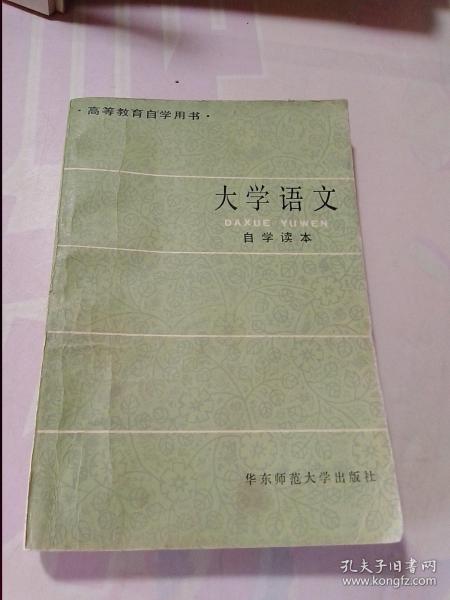 ·高等教育自学用书·
大学语文
DAXUE YUWEN
自学读本
华东师范大学出版社
孔夫子旧书网
www.kongfz.com